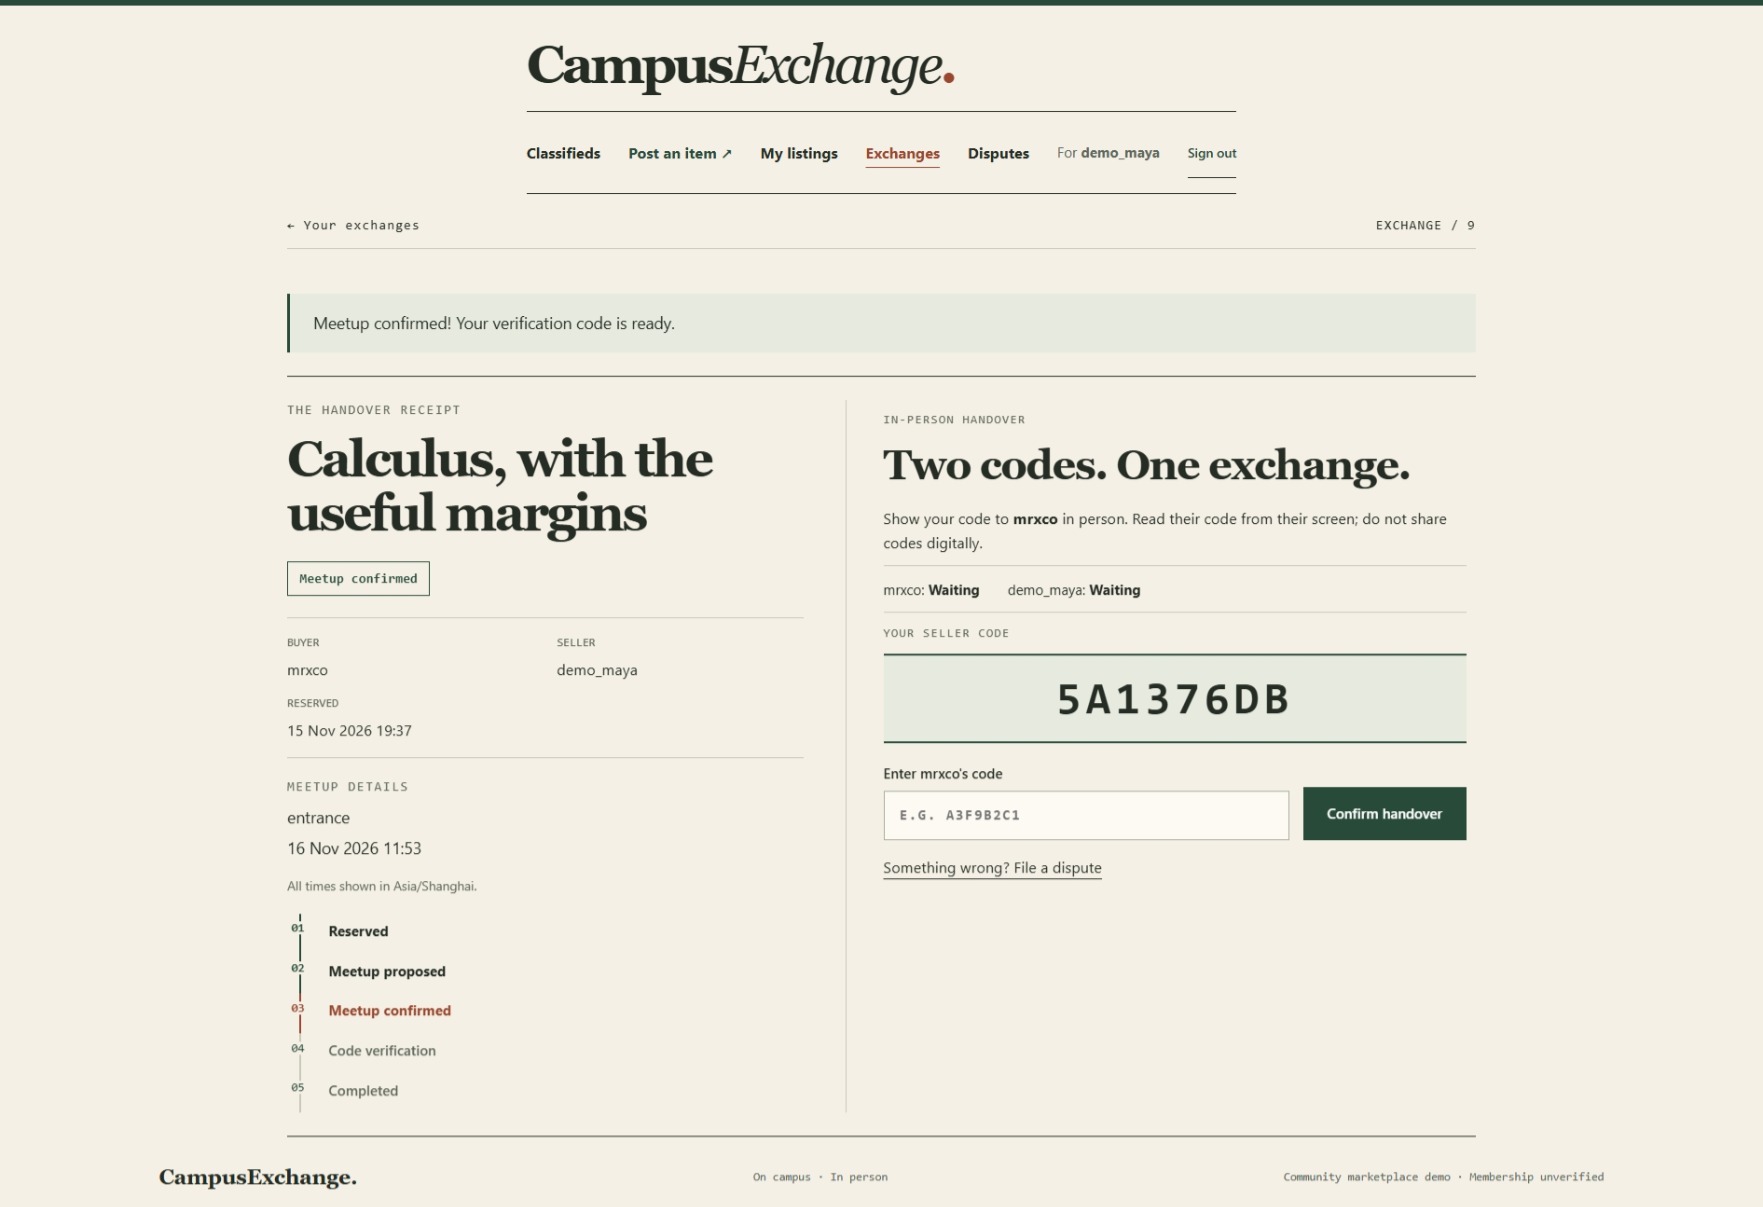 CampusExchange.
Classifieds Post an item ↗ My listings Exchanges Disputes For demo_maya Sign out
← Your exchanges
EXCHANGE / 9
Meetup confirmed! Your verification code is ready.
THE HANDOVER RECEIPT
Calculus, with the
useful margins
Meetup confirmed
BUYER
mrxco
SELLER
demo_maya
RESERVED
15 Nov 2026 19:37
MEETUP DETAILS
entrance
16 Nov 2026 11:53
All times shown in Asia/Shanghai.
01 Reserved
02 Meetup proposed
03 Meetup confirmed
04 Code verification
05 Completed
IN-PERSON HANDOVER
Two codes. One exchange.
Show your code to mrxco in person. Read their code from their screen; do not share
codes digitally.
mrxco: Waiting demo_maya: Waiting
YOUR SELLER CODE
5A1376DB
Enter mrxco's code
E.G. A3F9B2C1
Confirm handover
Something wrong? File a dispute
CampusExchange.
On campus · In person
Community marketplace demo · Membership unverified